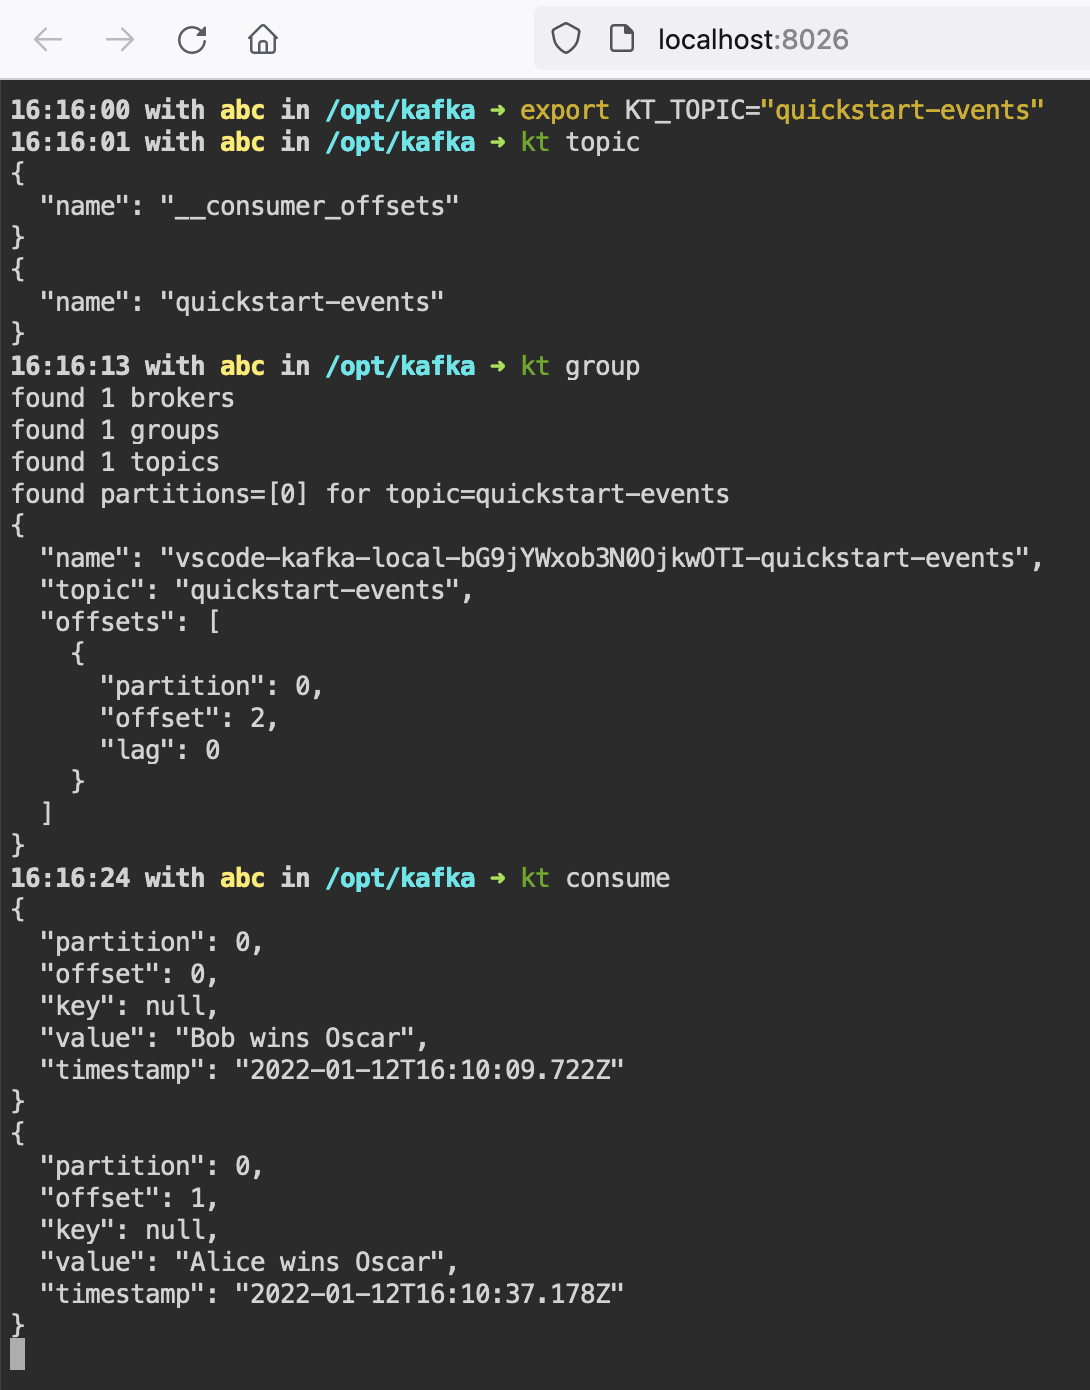 localhost:8026
16:16:00 with abc in /opt/kafka → export KT_TOPIC="quickstart-events"
16:16:01 with abc in /opt/kafka → kt topic
{
  "name": "__consumer_offsets"
}
{
  "name": "quickstart-events"
}
16:16:13 with abc in /opt/kafka → kt group
found 1 brokers
found 1 groups
found 1 topics
found partitions=[0] for topic=quickstart-events
{
  "name": "vscode-kafka-local-bG9jYWxob3N0OjkwOTI-quickstart-events",
  "topic": "quickstart-events",
  "offsets": [
    {
      "partition": 0,
      "offset": 2,
      "lag": 0
    }
  ]
}
16:16:24 with abc in /opt/kafka → kt consume
{
  "partition": 0,
  "offset": 0,
  "key": null,
  "value": "Bob wins Oscar",
  "timestamp": "2022-01-12T16:10:09.722Z"
}
{
  "partition": 0,
  "offset": 1,
  "key": null,
  "value": "Alice wins Oscar",
  "timestamp": "2022-01-12T16:10:37.178Z"
}